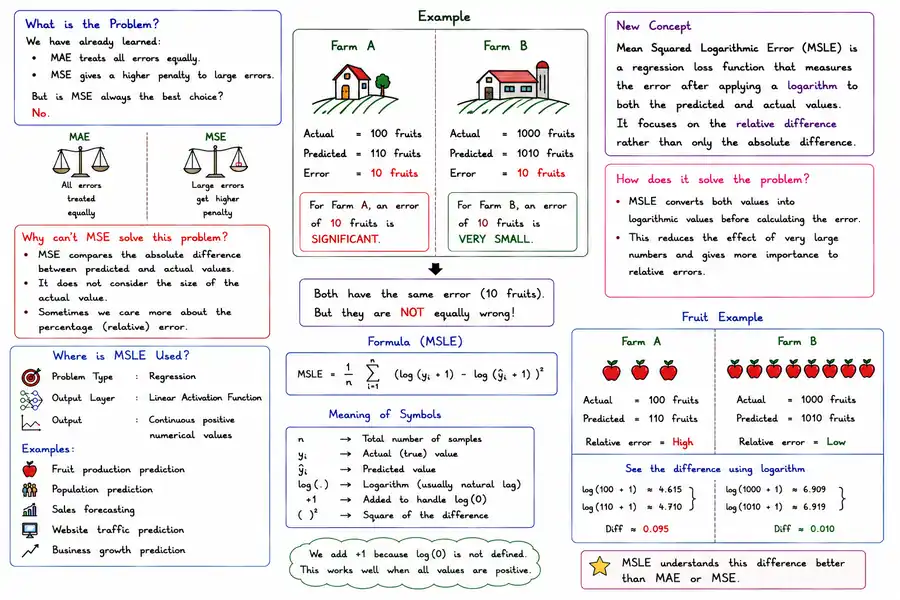 What is the Problem?
We have already learned:
• MAE treats all errors equally.
• MSE gives a higher penalty to large errors.
But is MSE always the best choice?
No.
MAE
All errors
treated
equally
MSE
Large errors
get higher
penalty
Why can't MSE solve this problem?
• MSE compares the absolute difference
between predicted and actual values.
• It does not consider the size of the
actual value.
• Sometimes we care more about the
percentage (relative) error.
Where is MSLE Used?
Problem Type : Regression
Output Layer : Linear Activation Function
Output : Continuous positive
numerical values
Examples:
Fruit production prediction
Population prediction
Sales forecasting
Website traffic prediction
Business growth prediction
Example
Farm A
Actual = 100 fruits
Predicted = 110 fruits
Error = 10 fruits
For Farm A, an error
of 10 fruits is
SIGNIFICANT.
Farm B
Actual = 1000 fruits
Predicted = 1010 fruits
Error = 10 fruits
For Farm B, an error
of 10 fruits is
VERY SMALL.
Both have the same error (10 fruits).
But they are NOT equally wrong!
Formula (MSLE)
MSLE = 1/n Σ i=1 n (log (yᵢ + 1) - log (ŷᵢ + 1) )²
Meaning of Symbols
n → Total number of samples
yᵢ → Actual (true) value
ŷᵢ → Predicted value
log(.) → Logarithm (usually natural log)
+1 → Added to handle log(0)
( )² → Square of the difference
We add +1 because log(0) is not defined.
This works well when all values are positive.
New Concept
Mean Squared Logarithmic Error (MSLE) is
a regression loss function that measures
the error after applying a logarithm to
both the predicted and actual values.
It focuses on the relative difference
rather than only the absolute difference.
How does it solve the problem?
• MSLE converts both values into
logarithmic values before calculating the error.
• This reduces the effect of very large
numbers and gives more importance to
relative errors.
Fruit Example
Farm A
Actual = 100 fruits
Predicted = 110 fruits
Relative error = High
Farm B
Actual = 1000 fruits
Predicted = 1010 fruits
Relative error = Low
See the difference using logarithm
log(100 + 1) ≈ 4.615
log(110 + 1) ≈ 4.710
Diff ≈ 0.095
log(1000 + 1) ≈ 6.909
log(1010 + 1) ≈ 6.919
Diff ≈ 0.010
MSLE understands this difference better
than MAE or MSE.